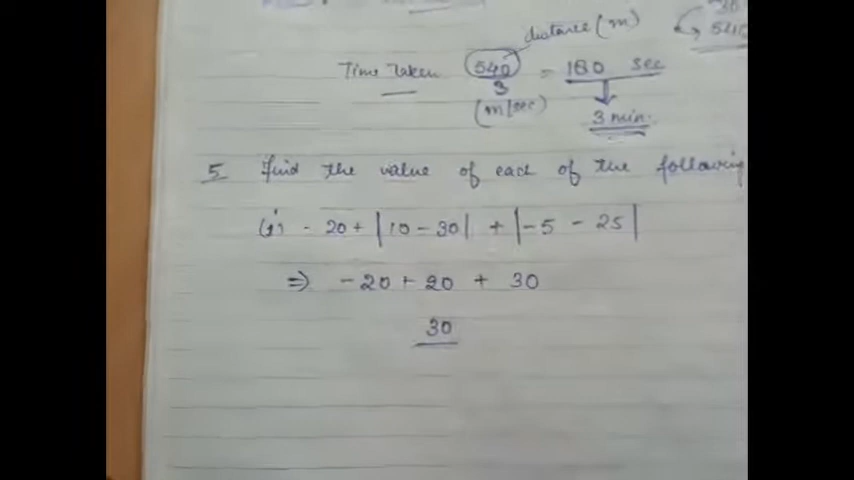 distance (m)
540
Time Taken 540 = 180 sec
3
(m/sec)
3 min.
5 Find the value of each of the following
(i) - 20 + |10 - 30| + |-5 - 25|
⇒ -20 + 20 + 30
30